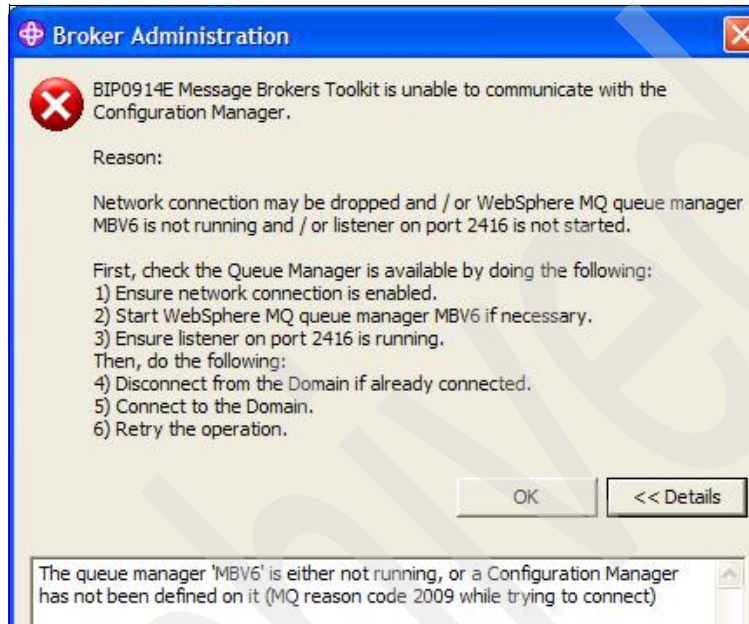 Broker Administration
BIP0914E Message Brokers Toolkit is unable to communicate with the
Configuration Manager.
Reason:
Network connection may be dropped and / or WebSphere MQ queue manager
MBV6 is not running and / or listener on port 2416 is not started.
First, check the Queue Manager is available by doing the following:
1) Ensure network connection is enabled.
2) Start WebSphere MQ queue manager MBV6 if necessary.
3) Ensure listener on port 2416 is running.
Then, do the following:
4) Disconnect from the Domain if already connected.
5) Connect to the Domain.
6) Retry the operation.
OK
<< Details
The queue manager 'MBV6' is either not running, or a Configuration Manager
has not been defined on it (MQ reason code 2009 while trying to connect)